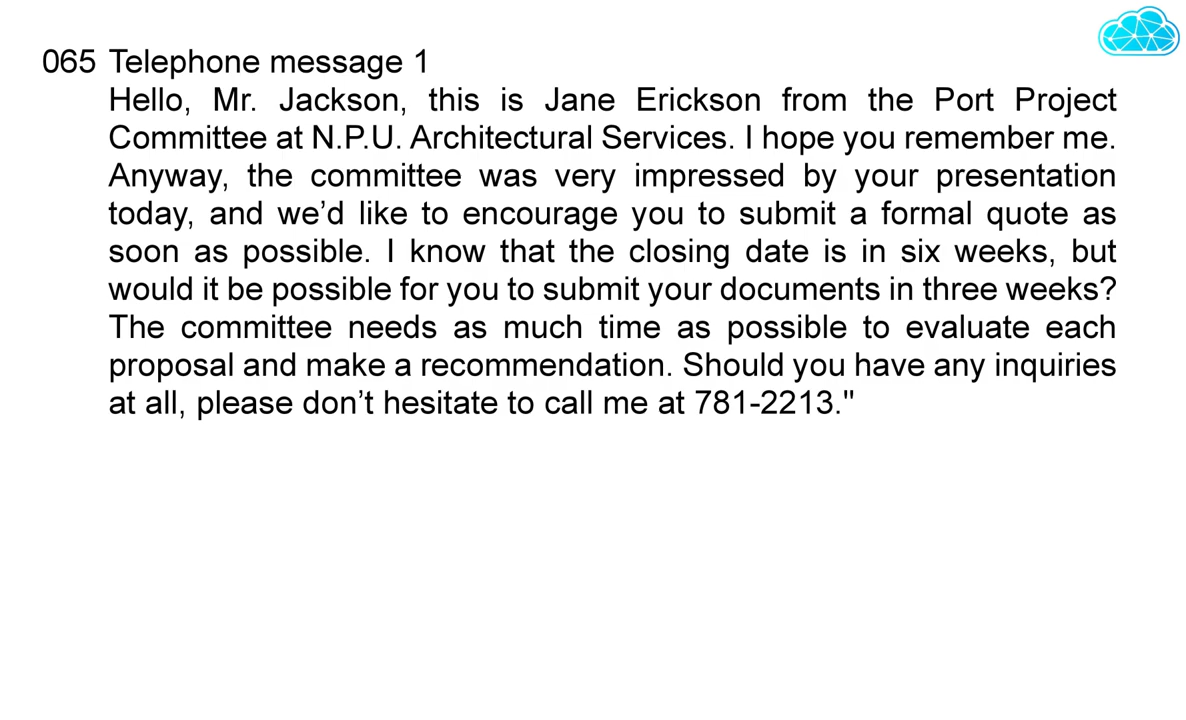 065 Telephone message 1
Hello, Mr. Jackson, this is Jane Erickson from the Port Project
Committee at N.P.U. Architectural Services. I hope you remember me.
Anyway, the committee was very impressed by your presentation
today, and we’d like to encourage you to submit a formal quote as
soon as possible. I know that the closing date is in six weeks, but
would it be possible for you to submit your documents in three weeks?
The committee needs as much time as possible to evaluate each
proposal and make a recommendation. Should you have any inquiries
at all, please don’t hesitate to call me at 781-2213."